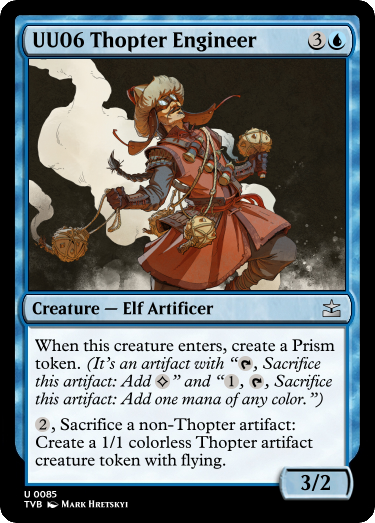 UU06 Thopter Engineer 3
Creature — Elf Artificer
When this creature enters, create a Prism
token. (It's an artifact with “, Sacrifice
this artifact: Add ” and “1, , Sacrifice
this artifact: Add one mana of any color.”)
2, Sacrifice a non-Thopter artifact:
Create a 1/1 colorless Thopter artifact
creature token with flying.
3/2
U 0085
TVB Mark Hretskyi